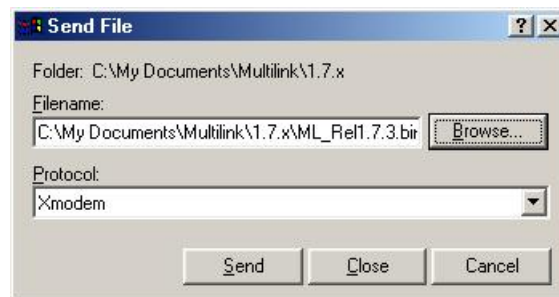 Send File
Folder: C:\My Documents\Multilink\1.7.x
Filename:
C:\My Documents\Multilink\1.7.x\ML_Rel1.7.3.bin
Browse...
Protocol:
Xmodem
Send Close Cancel